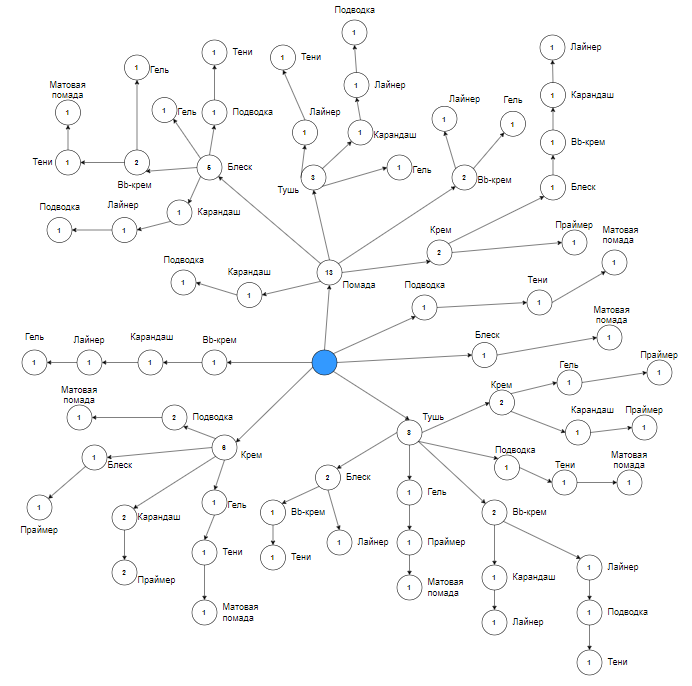 Подводка
1
1
Тени
1
Тени
1
Лайнер
1
Гель
Матовая
помада
1
Лайнер
1
Карандаш
Лайнер
Гель
1
1
Гель
1
Подводка
Лайнер
1
1
1
Карандаш
1
1
Bb-крем
Тени
1
2
Bb-крем
5
Блеск
3
Тушь
1
Гель
2
Bb-крем
1
Блеск
Подводка
Лайнер
1
Карандаш
1
1
Крем
2
Праймер
1
Матовая
помада
1
Подводка
1
Карандаш
1
13
Помада
Подводка
1
Тени
1
Гель
Лайнер
Карандаш
Bb-крем
1
1
1
1
Блеск
1
Матовая
помада
1
Матовая
помада
1
2
Подводка
6
Крем
Тушь
3
Крем
2
Гель
1
Праймер
1
Карандаш
1
Праймер
1
1
Блеск
Подводка
1
Тени
1
Матовая
помада
1
1
Праймер
2
Карандаш
1
Гель
2
Блеск
1
Bb-крем
1
Гель
2
Bb-крем
2
Праймер
1
Тени
1
Тени
1
Лайнер
1
Праймер
1
Карандаш
1
Лайнер
1
Матовая
помада
1
Матовая
помада
1
Лайнер
1
Подводка
1
Тени